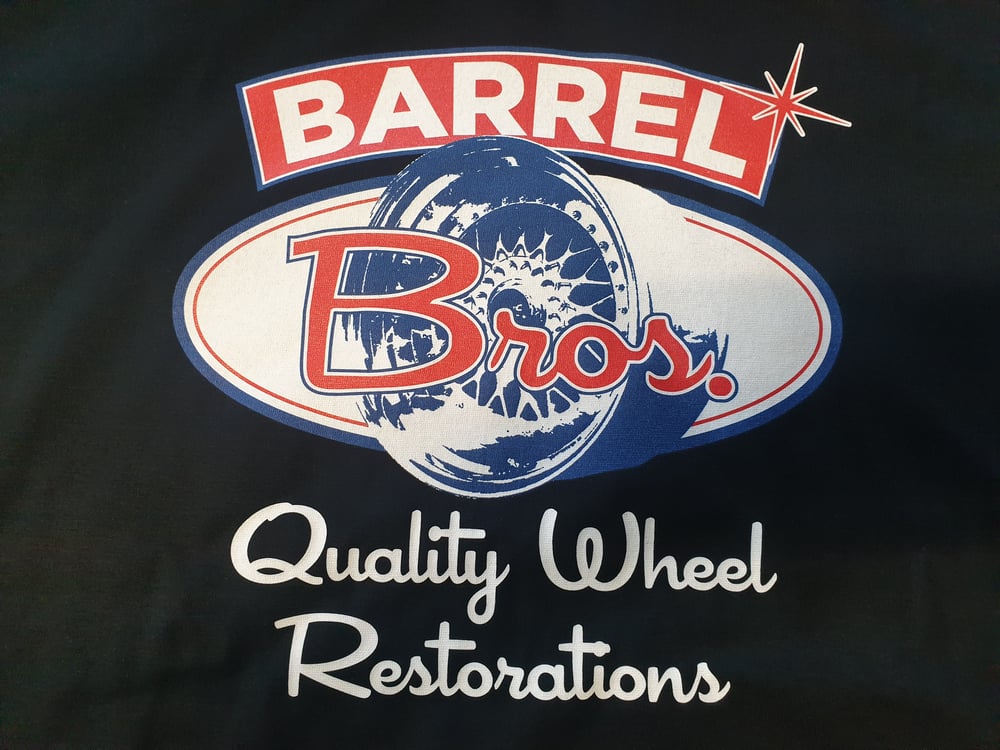 BARREL
Bros.
Quality Wheel
Restorations